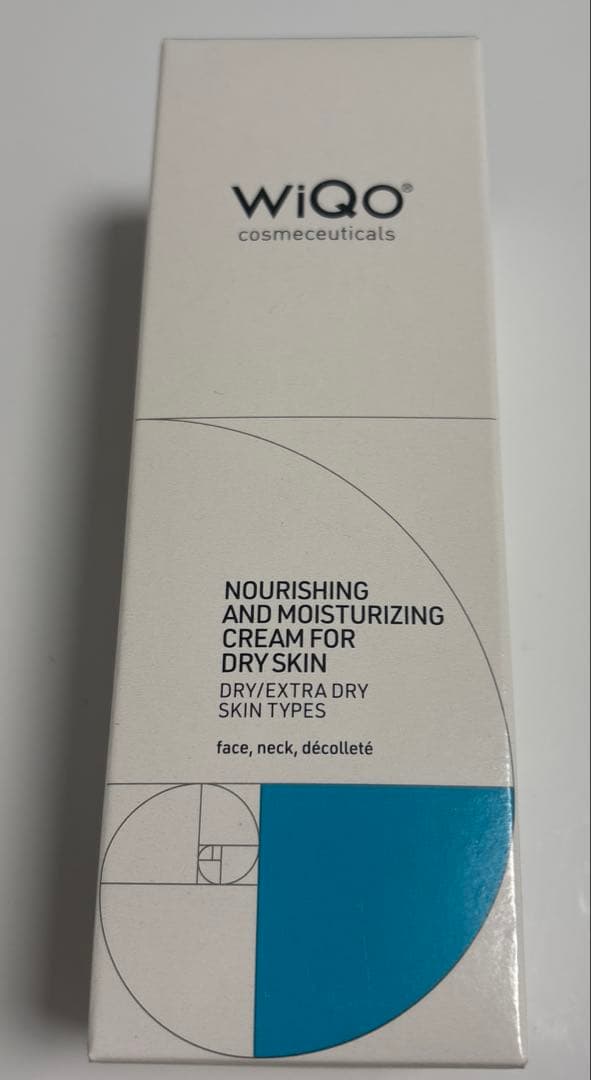 WiQO®
cosmeceuticals
NOURISHING
AND MOISTURIZING
CREAM FOR
DRY SKIN
DRY/EXTRA DRY
SKIN TYPES
face, neck, décolleté